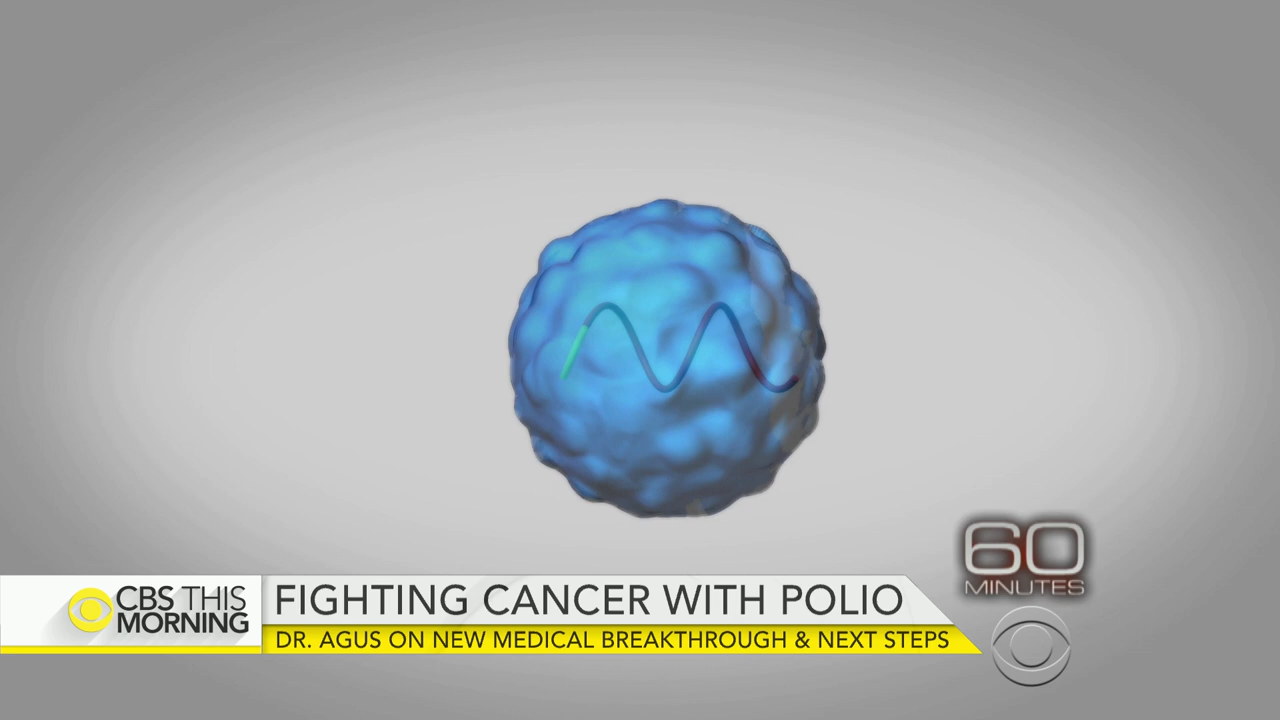 60
MINUTES
CBS THIS
MORNING
FIGHTING CANCER WITH POLIO
DR. AGUS ON NEW MEDICAL BREAKTHROUGH & NEXT STEPS